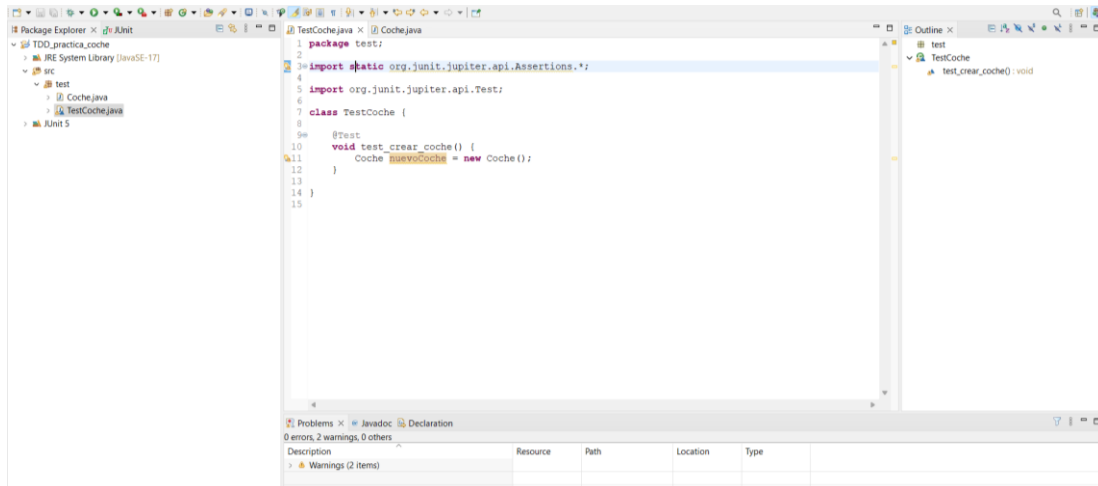 Package Explorer × JUnit
TDD_practica_coche
JRE System Library [JavaSE-17]
src
test
Coche.java
TestCoche.java
JUnit 5
TestCoche.java × Coche.java
1 package test;
2
3 import static org.junit.jupiter.api.Assertions.*;
4
5 import org.junit.jupiter.api.Test;
6
7 class TestCoche {
8
9 @Test
10 void test_crear_coche() {
11 Coche nuevoCoche = new Coche();
12 }
13
14 }
15
Outline ×
test
TestCoche
test_crear_coche() : void
Problems × Javadoc Declaration
0 errors, 2 warnings, 0 others
Description Resource Path Location Type
Warnings (2 items)